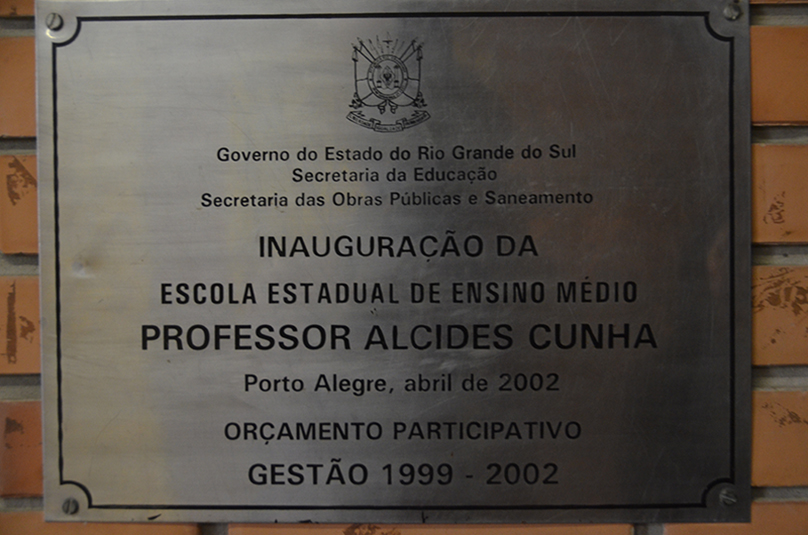 Governo do Estado do Rio Grande do Sul
Secretaria da Educação
Secretaria das Obras Públicas e Saneamento
INAUGURAÇÃO DA
ESCOLA ESTADUAL DE ENSINO MÉDIO
PROFESSOR ALCIDES CUNHA
Porto Alegre, abril de 2002
ORÇAMENTO PARTICIPATIVO
GESTÃO 1999 - 2002